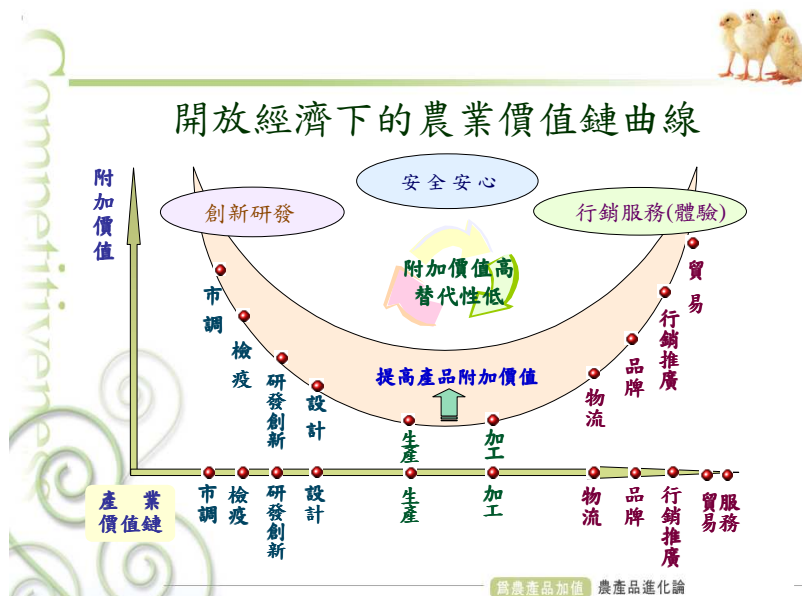 Commetitiveness
開放經濟下的農業價值鏈曲線
附加價值
安全安心
創新研發
行銷服務(體驗)
附加價值高
替代性低
提高產品附加價值
市調
檢疫
研發創新
設計
生產
加工
物流
品牌
行銷推廣
貿易
產業
價值鏈
市調
檢疫
研發創新
設計
生產
加工
物流
品牌
行銷推廣
貿易
服務
為農產品加值 農產品進化論